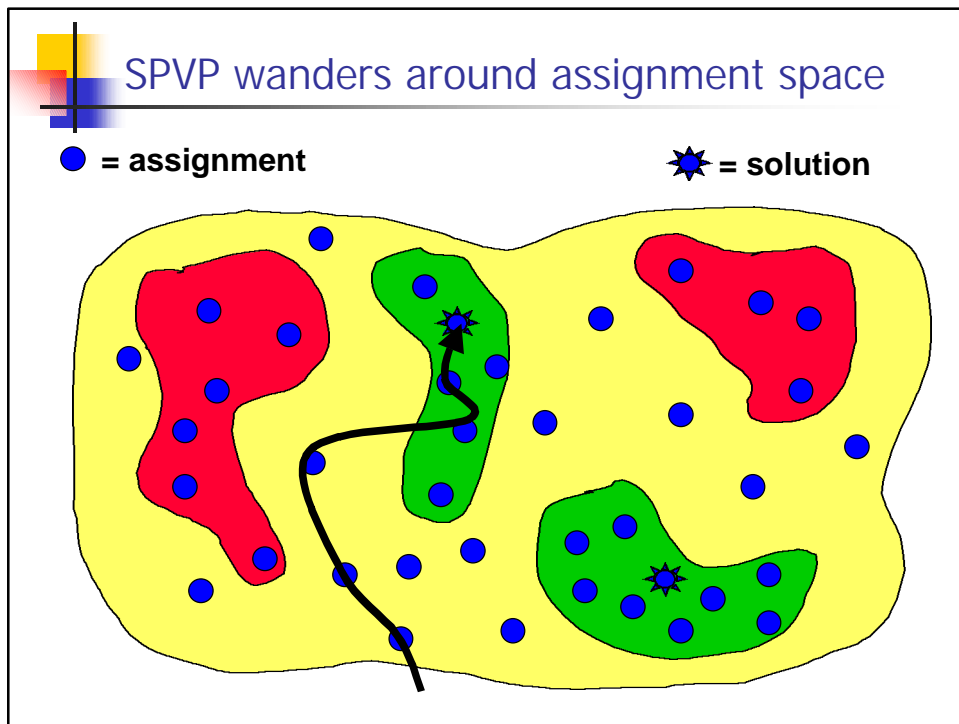 SPVP wanders around assignment space
= assignment
= solution